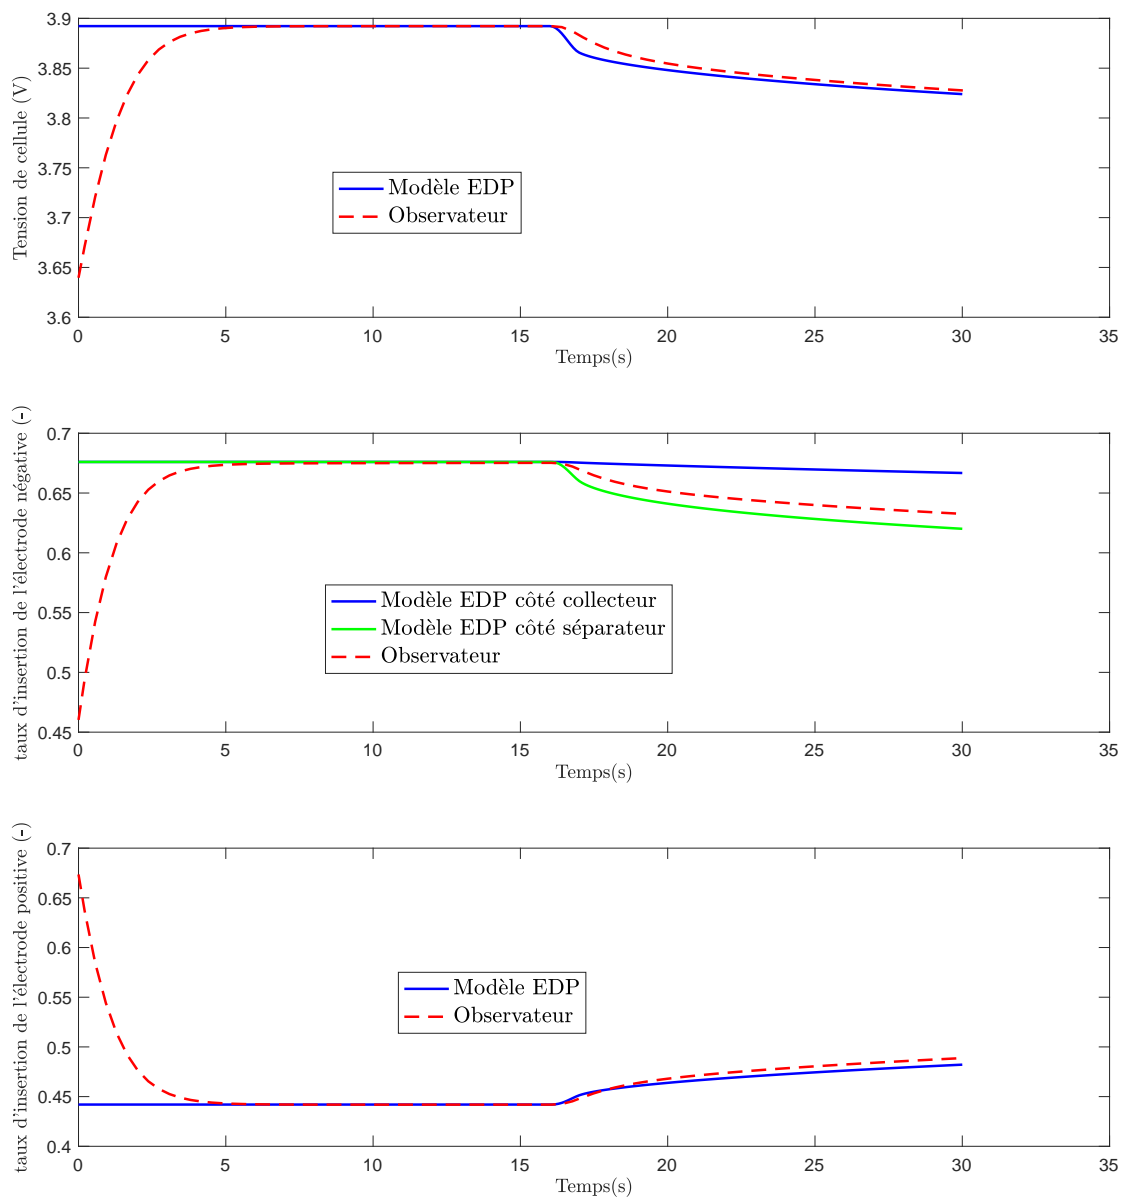 Tension de cellule (V)
3.9
3.85
3.8
3.75
3.7
3.65
3.6
Modèle EDP
Observateur
0 5 10 15 20 25 30 35
Temps(s)
taux d'insertion de l'électrode négative (-)
0.7
0.65
0.6
0.55
0.5
0.45
Modèle EDP côté collecteur
Modèle EDP côté séparateur
Observateur
0 5 10 15 20 25 30 35
Temps(s)
taux d'insertion de l'électrode positive (-)
0.7
0.65
0.6
0.55
0.5
0.45
0.4
Modèle EDP
Observateur
0 5 10 15 20 25 30 35
Temps(s)